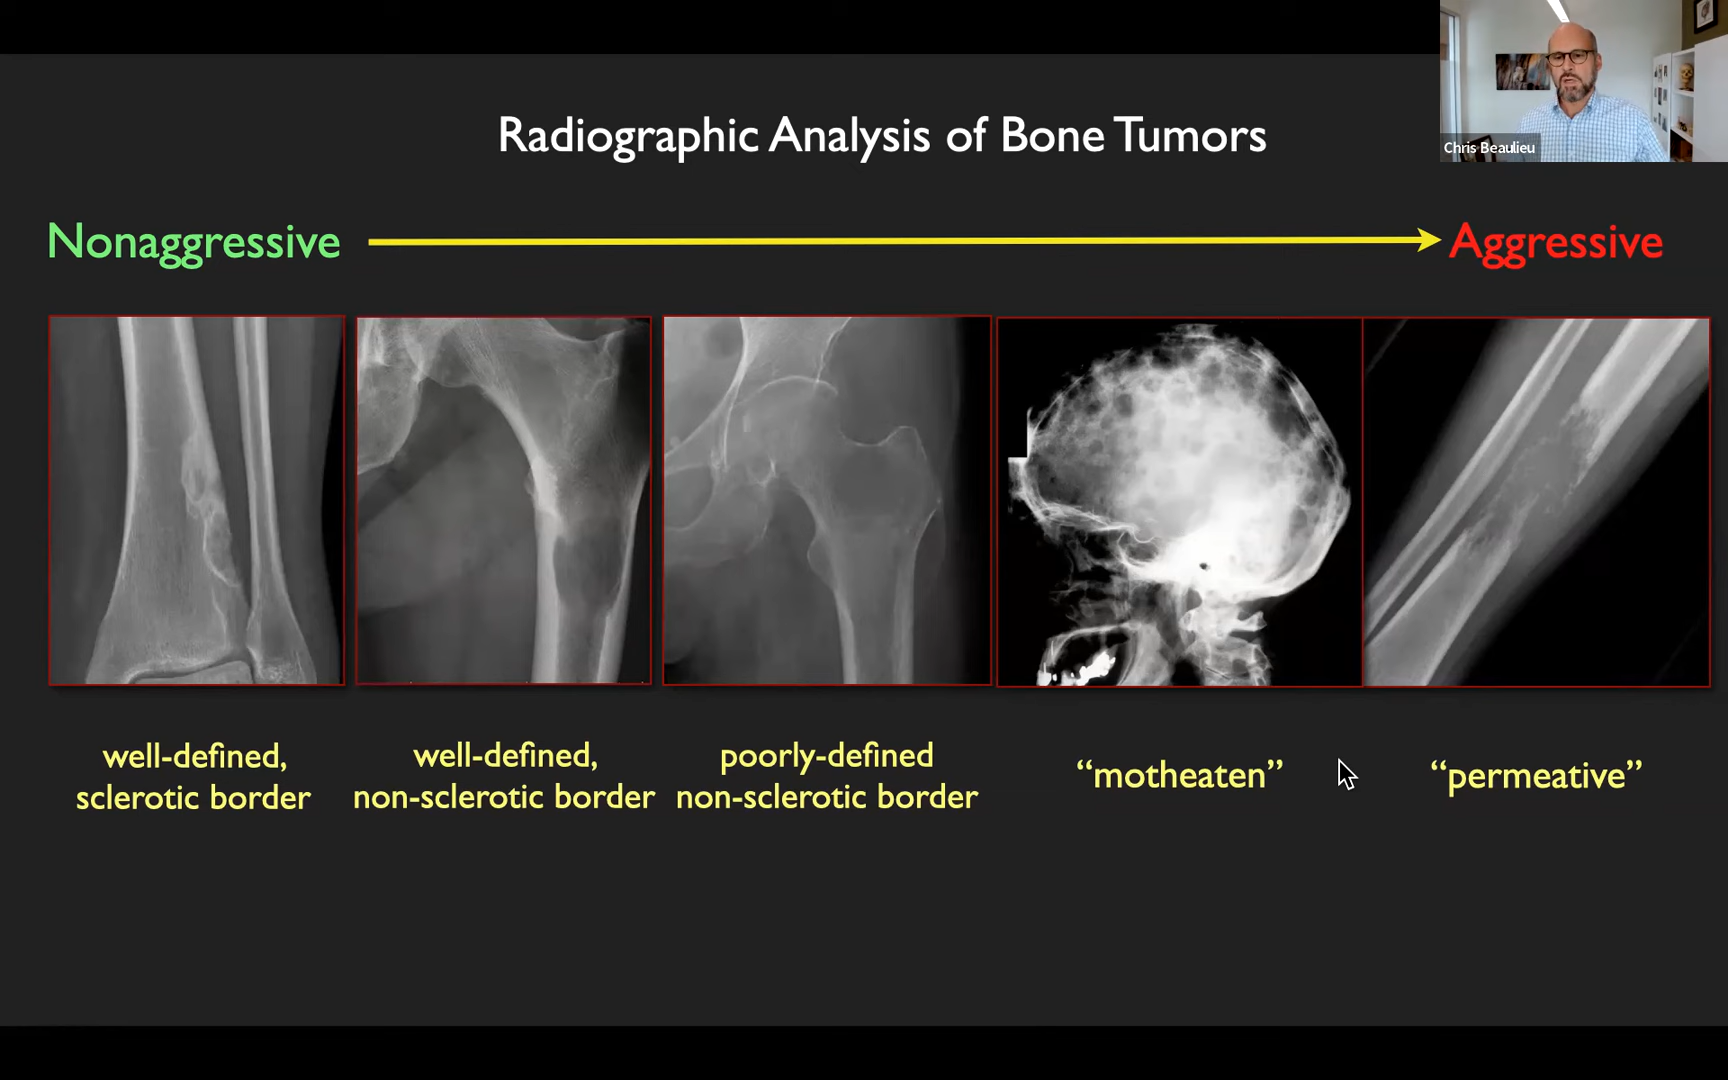 Radiographic Analysis of Bone Tumors
Chris Beaulieu
Nonaggressive
Aggressive
well-defined,
sclerotic border
well-defined,
non-sclerotic border
poorly-defined
non-sclerotic border
“motheaten”
“permeative”